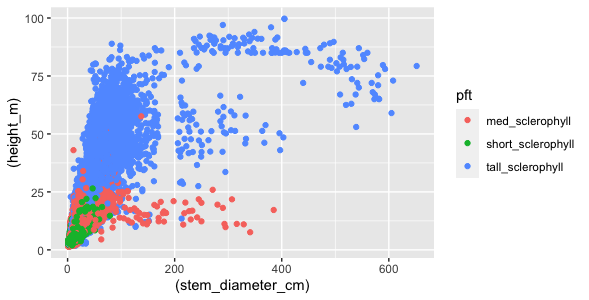 100
75
50
25
0
(height_m)
0
200
400
600
(stem_diameter_cm)
pft
med_sclerophyll
short_sclerophyll
tall_sclerophyll